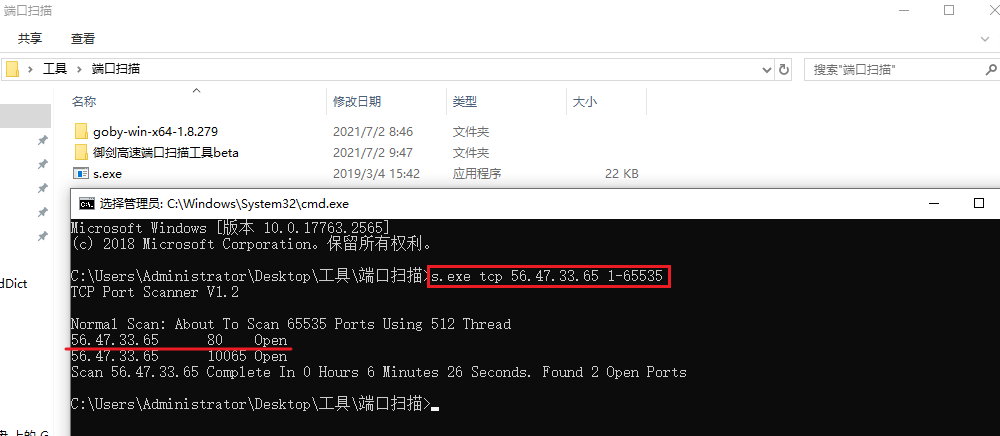 端口扫描
共享 查看
工具 端口扫描 搜索"端口扫描"
名称 修改日期 类型 大小
goby-win-x64-1.8.279 2021/7/2 8:46 文件夹
御剑高速端口扫描工具beta 2021/7/2 9:47 文件夹
s.exe 2019/3/4 15:42 应用程序 22 KB
选择管理员: C:\Windows\System32\cmd.exe
Microsoft Windows [版本 10.0.17763.2565]
(c) 2018 Microsoft Corporation。保留所有权利。
C:\Users\Administrator\Desktop\工具\端口扫描>s.exe tcp 56.47.33.65 1-65535
TCP Port Scanner V1.2
Normal Scan: About To Scan 65535 Ports Using 512 Thread
56.47.33.65 80 Open
56.47.33.65 10065 Open
Scan 56.47.33.65 Complete In 0 Hours 6 Minutes 26 Seconds. Found 2 Open Ports
C:\Users\Administrator\Desktop\工具\端口扫描>
dDict